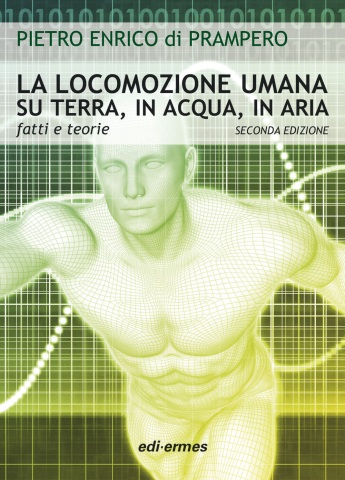 PIETRO ENRICO di PRAMPERO
LA LOCOMOZIONE UMANA
SU TERRA, IN ACQUA, IN ARIA
fatti e teorie
SECONDA EDIZIONE
edi·ermes